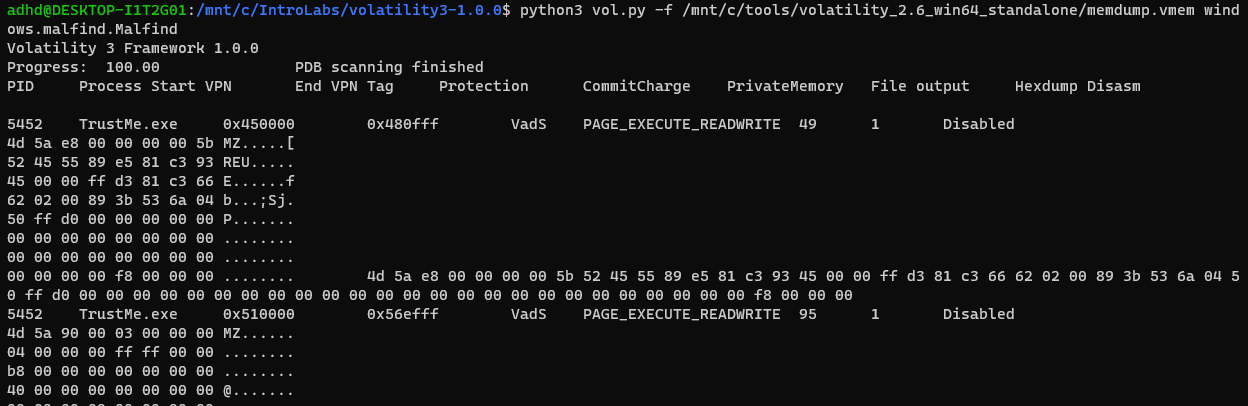 adhd@DESKTOP-I1T2G01:/mnt/c/IntroLabs/volatility3-1.0.0$ python3 vol.py -f /mnt/c/tools/volatility_2.6_win64_standalone/memdump.vmem wind
ows.malfind.Malfind
Volatility 3 Framework 1.0.0
Progress:  100.00               PDB scanning finished
PID     Process Start VPN       End VPN Tag     Protection      CommitCharge    PrivateMemory   File output     Hexdump Disasm
5452    TrustMe.exe     0x450000        0x480fff        VadS    PAGE_EXECUTE_READWRITE  49      1       Disabled
4d 5a e8 00 00 00 00 5b MZ.....[
52 45 55 89 e5 81 c3 93 REU.....
45 00 00 ff d3 81 c3 66 E......f
62 02 00 89 3b 53 6a 04 b...;Sj.
50 ff d0 00 00 00 00 00 P.......
00 00 00 00 00 00 00 00 ........
00 00 00 00 00 00 00 00 ........
00 00 00 00 f8 00 00 00 ........        4d 5a e8 00 00 00 00 5b 52 45 55 89 e5 81 c3 93 45 00 00 ff d3 81 c3 66 62 02 00 89 3b 53 6a 04 5
0 ff d0 00 00 00 00 00 00 00 00 00 00 00 00 00 00 00 00 00 00 00 00 00 00 00 00 00 f8 00 00 00
5452    TrustMe.exe     0x510000        0x56efff        VadS    PAGE_EXECUTE_READWRITE  95      1       Disabled
4d 5a 90 00 03 00 00 00 MZ......
04 00 00 00 ff ff 00 00 ........
b8 00 00 00 00 00 00 00 ........
40 00 00 00 00 00 00 00 @.......